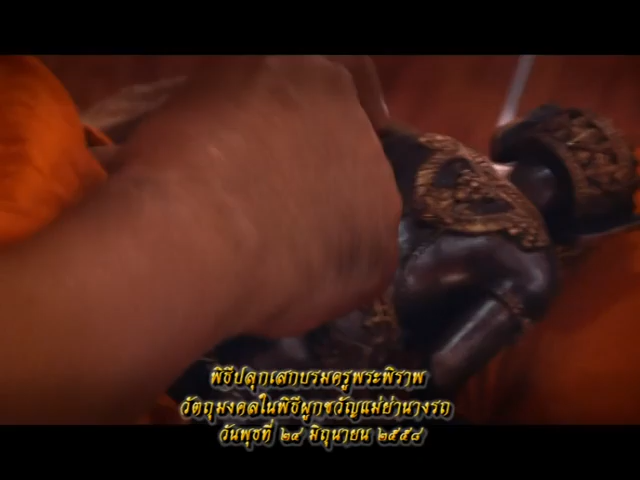 พิธีปลุกเสกบรมครูพระพิราพ
วัตถุมงคลในพิธีผูกขวัญแม่ย่านางรถ
วันพุธที่ ๒๔ มิถุนายน ๒๕๕๘